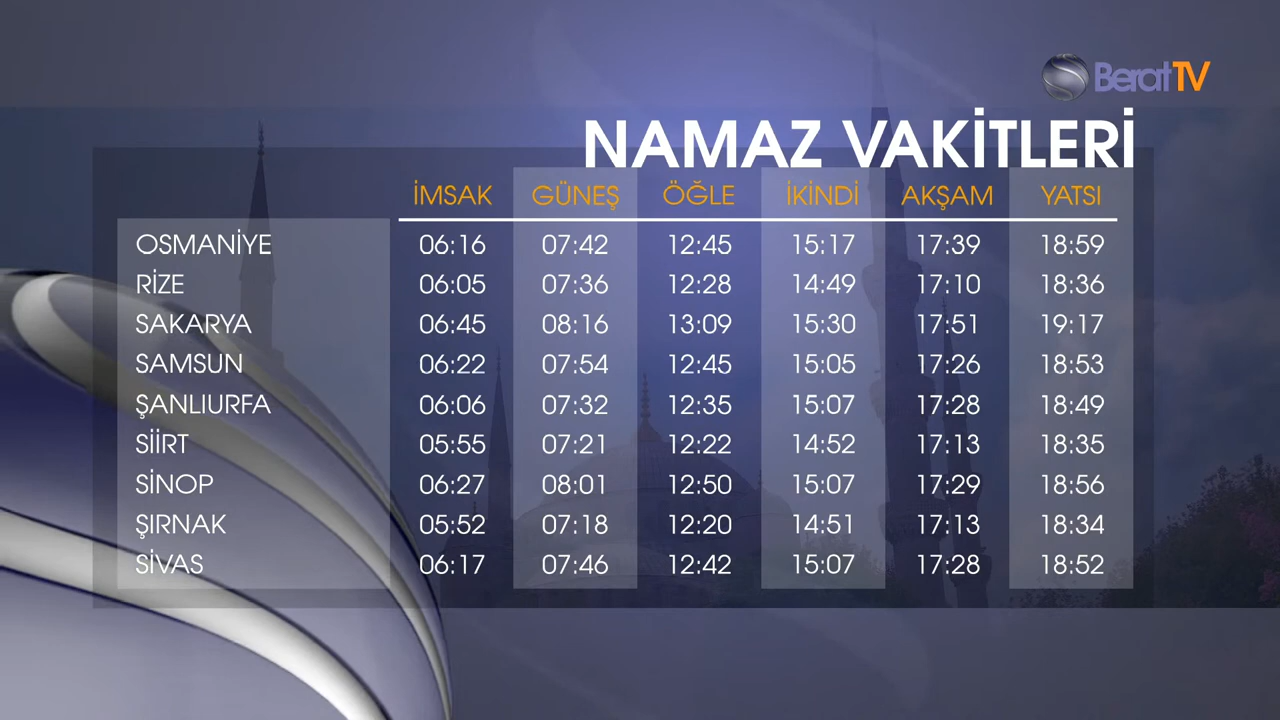 Berat TV
NAMAZ VAKİTLERİ
İMSAK GÜNEŞ ÖĞLE İKİNDİ AKŞAM YATSI
OSMANİYE 06:16 07:42 12:45 15:17 17:39 18:59
RİZE 06:05 07:36 12:28 14:49 17:10 18:36
SAKARYA 06:45 08:16 13:09 15:30 17:51 19:17
SAMSUN 06:22 07:54 12:45 15:05 17:26 18:53
ŞANLIURFA 06:06 07:32 12:35 15:07 17:28 18:49
SİİRT 05:55 07:21 12:22 14:52 17:13 18:35
SİNOP 06:27 08:01 12:50 15:07 17:29 18:56
ŞIRNAK 05:52 07:18 12:20 14:51 17:13 18:34
SİVAS 06:17 07:46 12:42 15:07 17:28 18:52